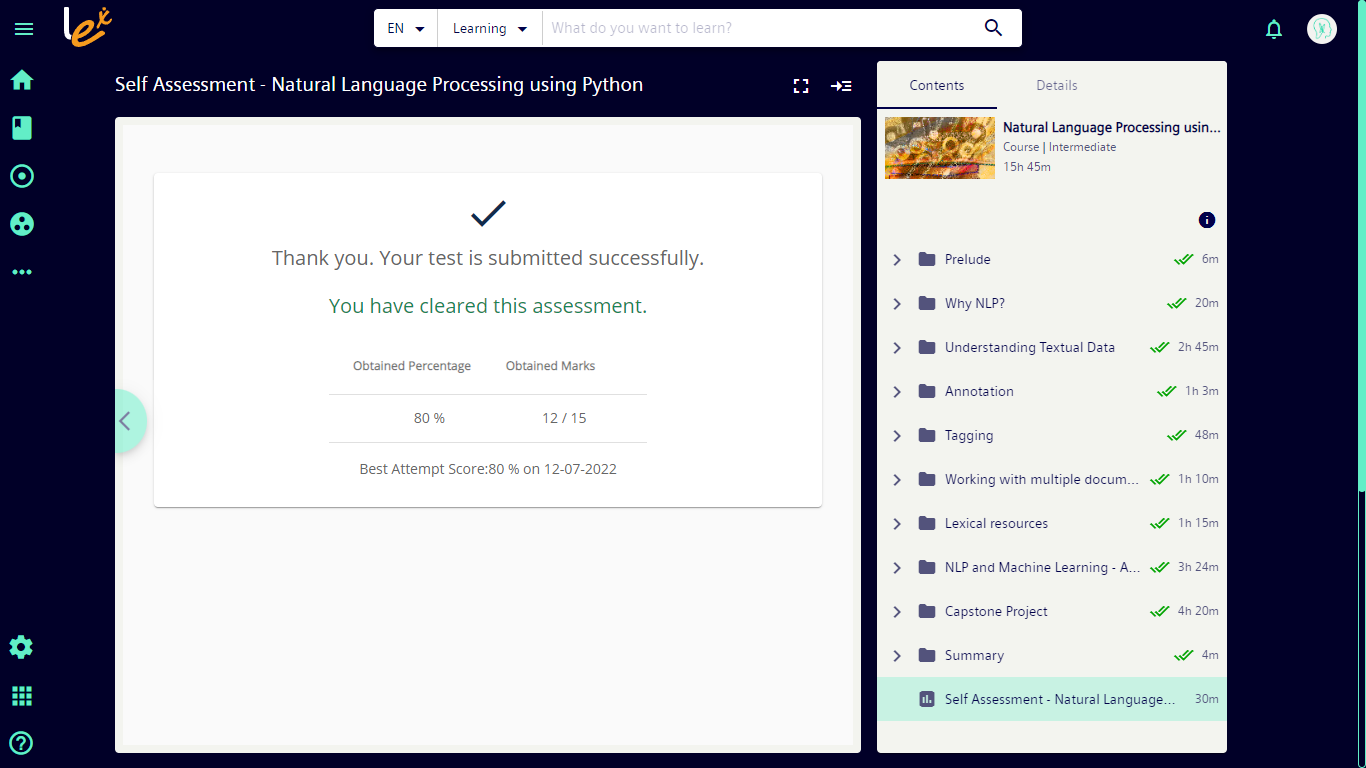 Lex
EN
Learning
What do you want to learn?
Self Assessment - Natural Language Processing using Python
Thank you. Your test is submitted successfully.
You have cleared this assessment.
Obtained Percentage Obtained Marks
80 % 12 / 15
Best Attempt Score:80 % on 12-07-2022
Contents Details
Natural Language Processing usin...
Course | Intermediate
15h 45m
Prelude 6m
Why NLP? 20m
Understanding Textual Data 2h 45m
Annotation 1h 3m
Tagging 48m
Working with multiple docum... 1h 10m
Lexical resources 1h 15m
NLP and Machine Learning - A... 3h 24m
Capstone Project 4h 20m
Summary 4m
Self Assessment - Natural Language... 30m